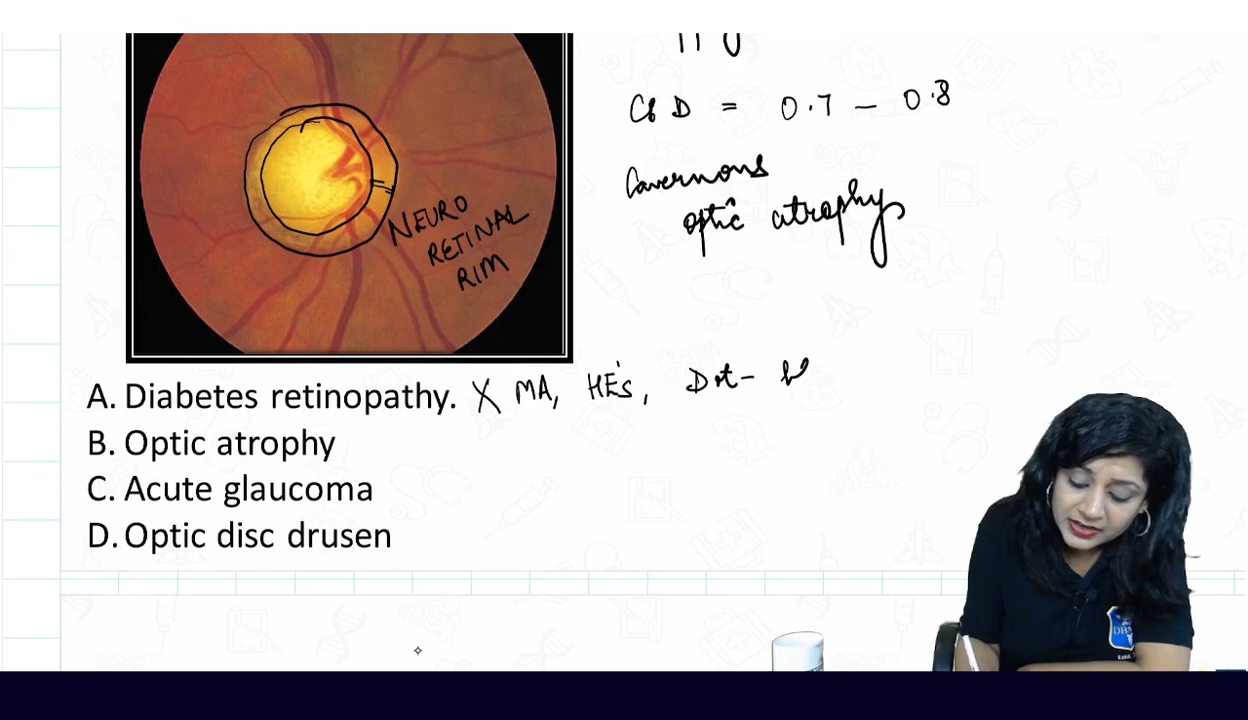 C&D = 0.7 - 0.8
Cavernous
optic atrophy
NEURO
RETINAL
RIM
A. Diabetes retinopathy. X MA, HE's, Dot-
B. Optic atrophy
C. Acute glaucoma
D. Optic disc drusen